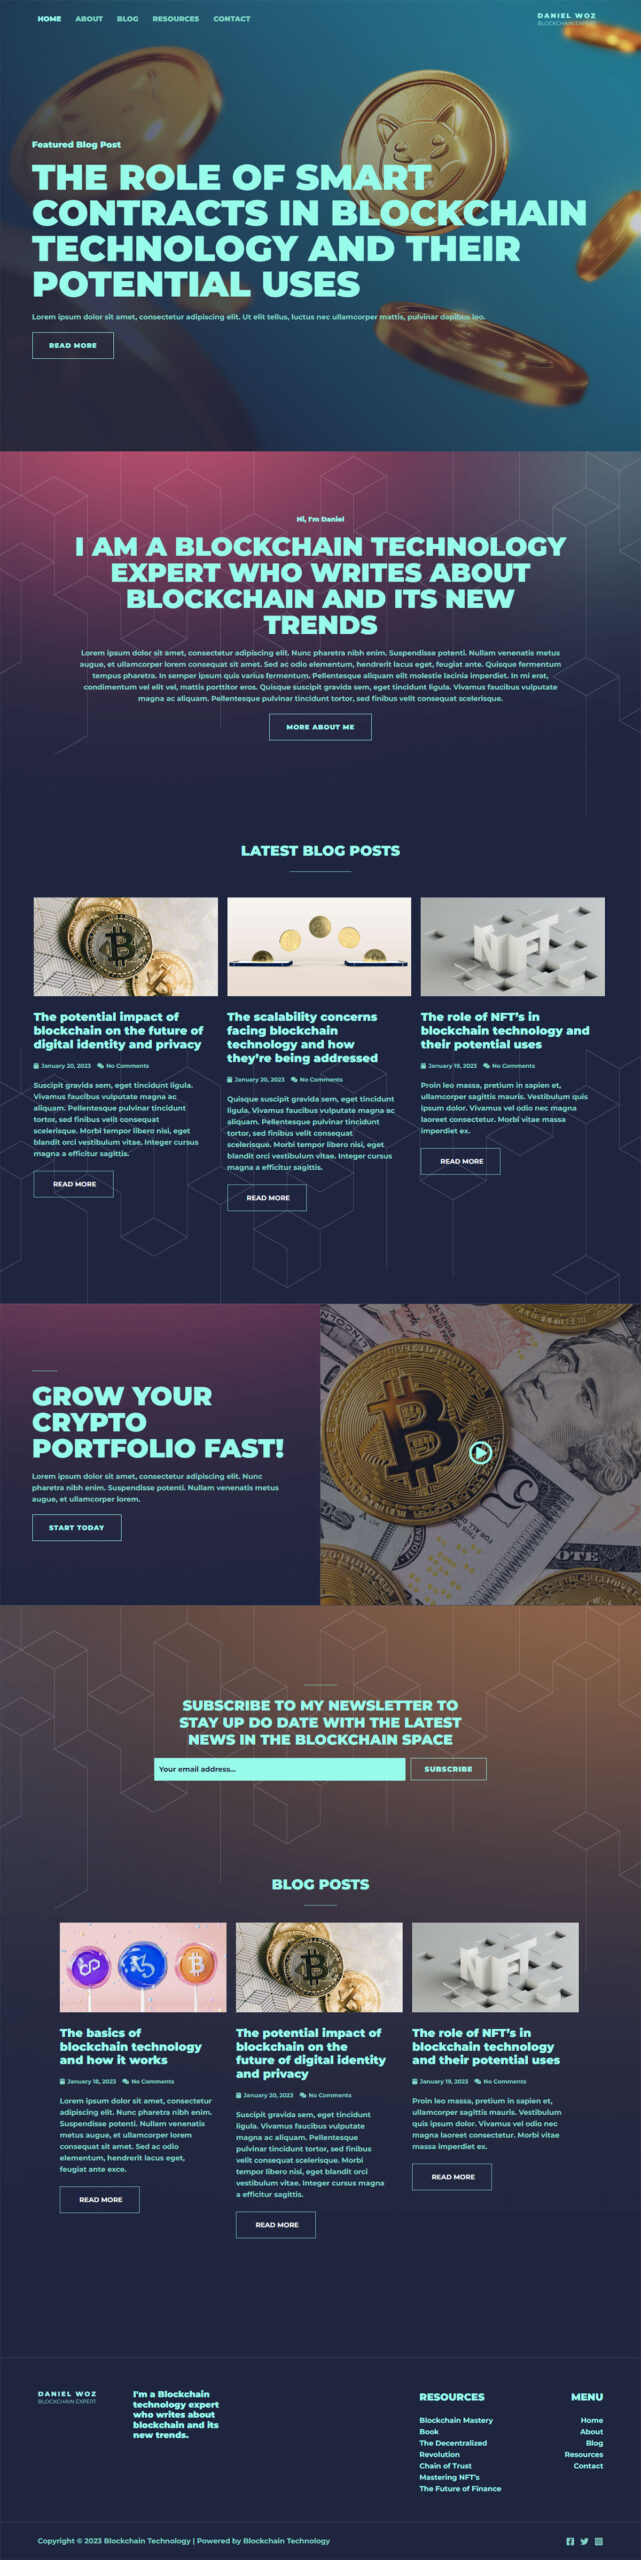 HOME ABOUT BLOG RESOURCES CONTACT
DANIEL WOZ
BLOCKCHAIN EXPERT
Featured Blog Post
THE ROLE OF SMART
CONTRACTS IN BLOCKCHAIN
TECHNOLOGY AND THEIR
POTENTIAL USES
Lorem ipsum dolor sit amet, consectetur adipiscing elit. Ut elit tellus, luctus nec ullamcorper mattis, pulvinar dapibus leo.
READ MORE
Hi, I'm Daniel
I AM A BLOCKCHAIN TECHNOLOGY
EXPERT WHO WRITES ABOUT
BLOCKCHAIN AND ITS NEW
TRENDS
Lorem ipsum dolor sit amet, consectetur adipiscing elit. Nunc pharetra nibh enim. Suspendisse potenti. Nullam venenatis metus
augue, et ullamcorper lorem consequat sit amet. Sed ac odio elementum, hendrerit lacus eget, feugiat ante. Quisque fermentum
tempus pharetra. In semper ipsum quis varius fermentum. Pellentesque aliquam elit molestie lacinia imperdiet. In mi erat,
condimentum vel elit vel, mattis porttitor eros. Quisque suscipit gravida sem, eget tincidunt ligula. Vivamus faucibus vulputate
magna ac aliquam. Pellentesque pulvinar tincidunt tortor, sed finibus velit consequat scelerisque.
MORE ABOUT ME
LATEST BLOG POSTS
The potential impact of
blockchain on the future of
digital identity and privacy
January 20, 2023 No Comments
Suscipit gravida sem, eget tincidunt ligula.
Vivamus faucibus vulputate magna ac
aliquam. Pellentesque pulvinar tincidunt
tortor, sed finibus velit consequat
scelerisque. Morbi tempor libero nisi, eget
blandit orci vestibulum vitae. Integer cursus
magna a efficitur sagittis.
READ MORE
The scalability concerns
facing blockchain
technology and how
they're being addressed
January 20, 2023 No Comments
Quisque suscipit gravida sem, eget tincidunt
ligula. Vivamus faucibus vulputate magna ac
aliquam. Pellentesque pulvinar tincidunt
tortor, sed finibus velit consequat
scelerisque. Morbi tempor libero nisi, eget
blandit orci vestibulum vitae. Integer cursus
magna a efficitur sagittis.
READ MORE
NFT
The role of NFT's in
blockchain technology and
their potential uses
January 19, 2023 No Comments
Proin leo massa, pretium in sapien et,
ullamcorper sagittis mauris. Vestibulum quis
ipsum dolor. Vivamus vel odio nec magna
laoreet consectetur. Morbi vitae massa
imperdiet ex.
READ MORE
GROW YOUR
CRYPTO
PORTFOLIO FAST!
Lorem ipsum dolor sit amet, consectetur adipiscing elit. Nunc
pharetra nibh enim. Suspendisse potenti. Nullam venenatis metus
augue, et ullamcorper lorem.
START TODAY
SUBSCRIBE TO MY NEWSLETTER TO
STAY UP DO DATE WITH THE LATEST
NEWS IN THE BLOCKCHAIN SPACE
Your email address...
SUBSCRIBE
BLOG POSTS
The basics of
blockchain technology
and how it works
January 18, 2023 No Comments
Lorem ipsum dolor sit amet, consectetur
adipiscing elit. Nunc pharetra nibh enim.
Suspendisse potenti. Nullam venenatis
metus augue, et ullamcorper lorem
consequat sit amet. Sed ac odio
elementum, hendrerit lacus eget,
feugiat ante exce.
READ MORE
The potential impact of
blockchain on the
future of digital identity
and privacy
January 20, 2023 No Comments
Suscipit gravida sem, eget tincidunt
ligula. Vivamus faucibus vulputate
magna ac aliquam. Pellentesque
pulvinar tincidunt tortor, sed finibus
velit consequat scelerisque. Morbi
tempor libero nisi, eget blandit orci
vestibulum vitae. Integer cursus magna
a efficitur sagittis.
READ MORE
NFT
The role of NFT's in
blockchain technology
and their potential uses
January 19, 2023 No Comments
Proin leo massa, pretium in sapien et,
ullamcorper sagittis mauris. Vestibulum
quis ipsum dolor. Vivamus vel odio nec
magna laoreet consectetur. Morbi vitae
massa imperdiet ex.
READ MORE
DANIEL WOZ
BLOCKCHAIN EXPERT
I'm a Blockchain
technology expert
who writes about
blockchain and its
new trends.
RESOURCES
Blockchain Mastery
Book
The Decentralized
Revolution
Chain of Trust
Mastering NFT's
The Future of Finance
MENU
Home
About
Blog
Resources
Contact
Copyright © 2023 Blockchain Technology | Powered by Blockchain Technology